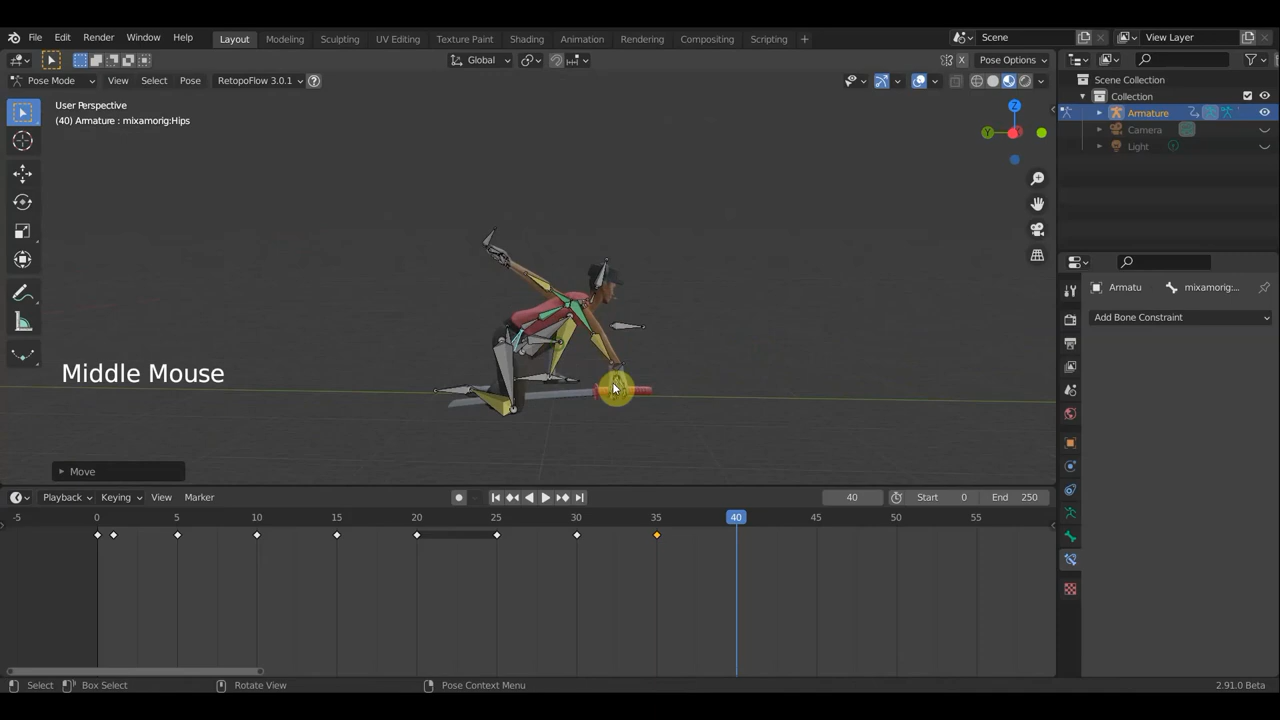 File Edit Render Window Help Layout Modeling Sculpting UV Editing Texture Paint Shading Animation Rendering Compositing Scripting + Scene View Layer
Global X Pose Options
Pose Mode View Select Pose RetopoFlow 3.0.1
User Perspective
(40) Armature : mixamorig:Hips
Z
Y
Scene Collection
Collection
Armature
Camera
Light
Armatu mixamorig:...
Add Bone Constraint
Middle Mouse
Move
Playback Keying View Marker 40 Start 0 End 250
-5 0 5 10 15 20 25 30 35 40 45 50 55
Select Box Select Rotate View Pose Context Menu 2.91.0 Beta